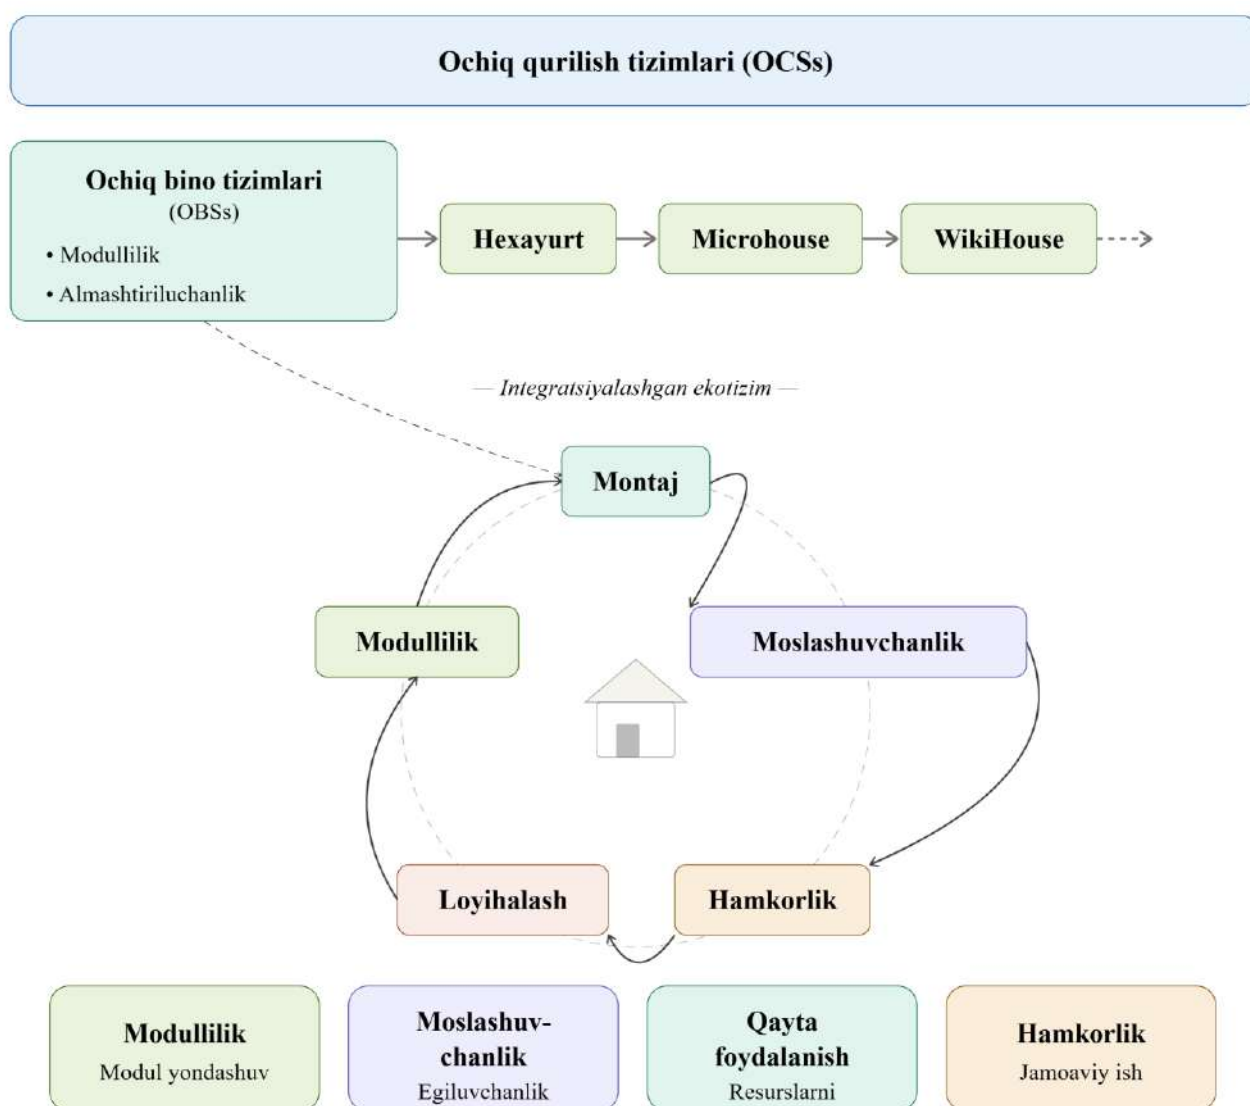 Ochiq qurilish tizimlari (OCSs)
Ochiq bino tizimlari
(OBSs)
• Modullilik
• Almashtiriluchanlik
Hexayurt
Microhouse
WikiHouse
— Integratsiyalashgan ekotizim —
Montaj
Modullilik
Moslashuvchanlik
Loyihalash
Hamkorlik
Modullilik
Modul yondashuv
Moslashuv-
chanlik
Egiluvchanlik
Qayta
foydalanish
Resurslarni
Hamkorlik
Jamoaviy ish